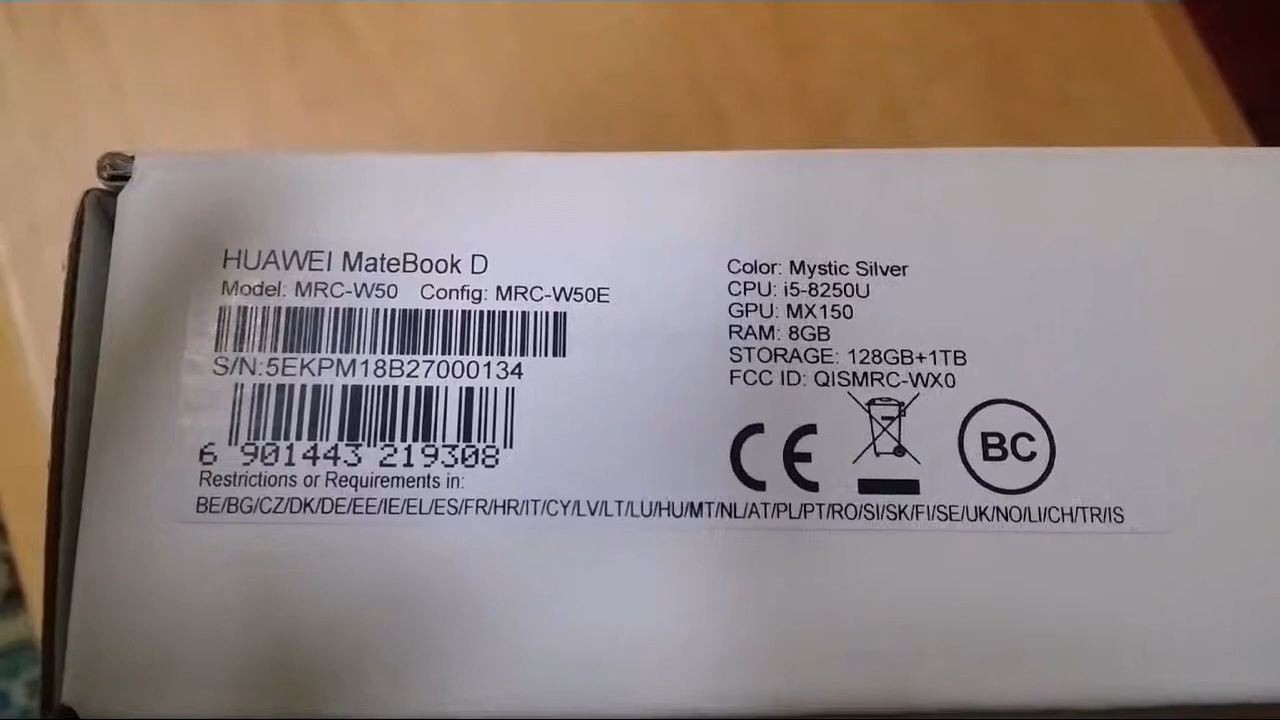 HUAWEI MateBook D
Model: MRC-W50 Config: MRC-W50E
S/N:5EKPM18B27000134
6 901443 219308
Restrictions or Requirements in:
BE/BG/CZ/DK/DE/EE/IE/EL/ES/FR/HR/IT/CY/LV/LT/LU/HU/MT/NL/AT/PL/PT/RO/SI/SK/FI/SE/UK/NO/LI/CH/TR/IS
Color: Mystic Silver
CPU: i5-8250U
GPU: MX150
RAM: 8GB
STORAGE: 128GB+1TB
FCC ID: QISMRC-WX0
CE
BC